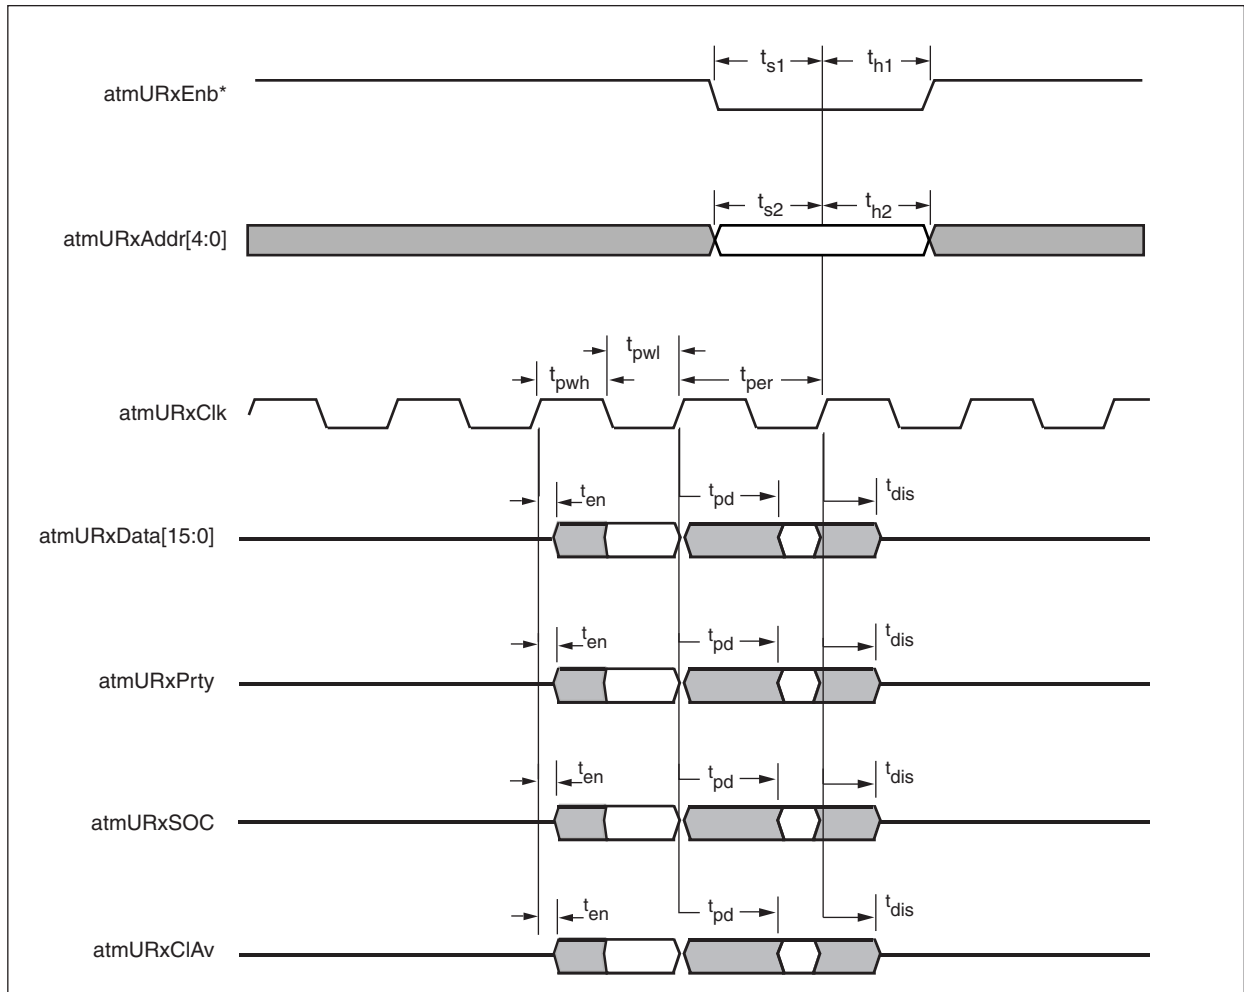 t_s1 t_h1
atmURxEnb*
t_s2 t_h2
atmURxAddr[4:0]
t_pwl
t_pwh t_per
atmURxClk
t_en t_pd t_dis
atmURxData[15:0]
t_en t_pd t_dis
atmURxPrty
t_en t_pd t_dis
atmURxSOC
t_en t_pd t_dis
atmURxClAv